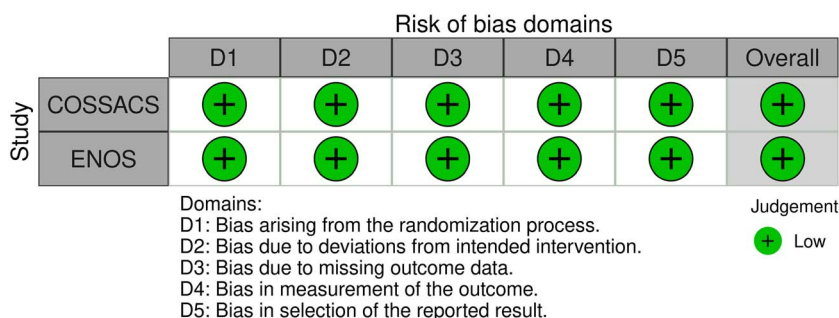 Risk of bias domains
D1 D2 D3 D4 D5 Overall
Study
COSSACS + + + + + +
ENOS + + + + + +
Domains:
D1: Bias arising from the randomization process.
D2: Bias due to deviations from intended intervention.
D3: Bias due to missing outcome data.
D4: Bias in measurement of the outcome.
D5: Bias in selection of the reported result.
Judgement
+ Low